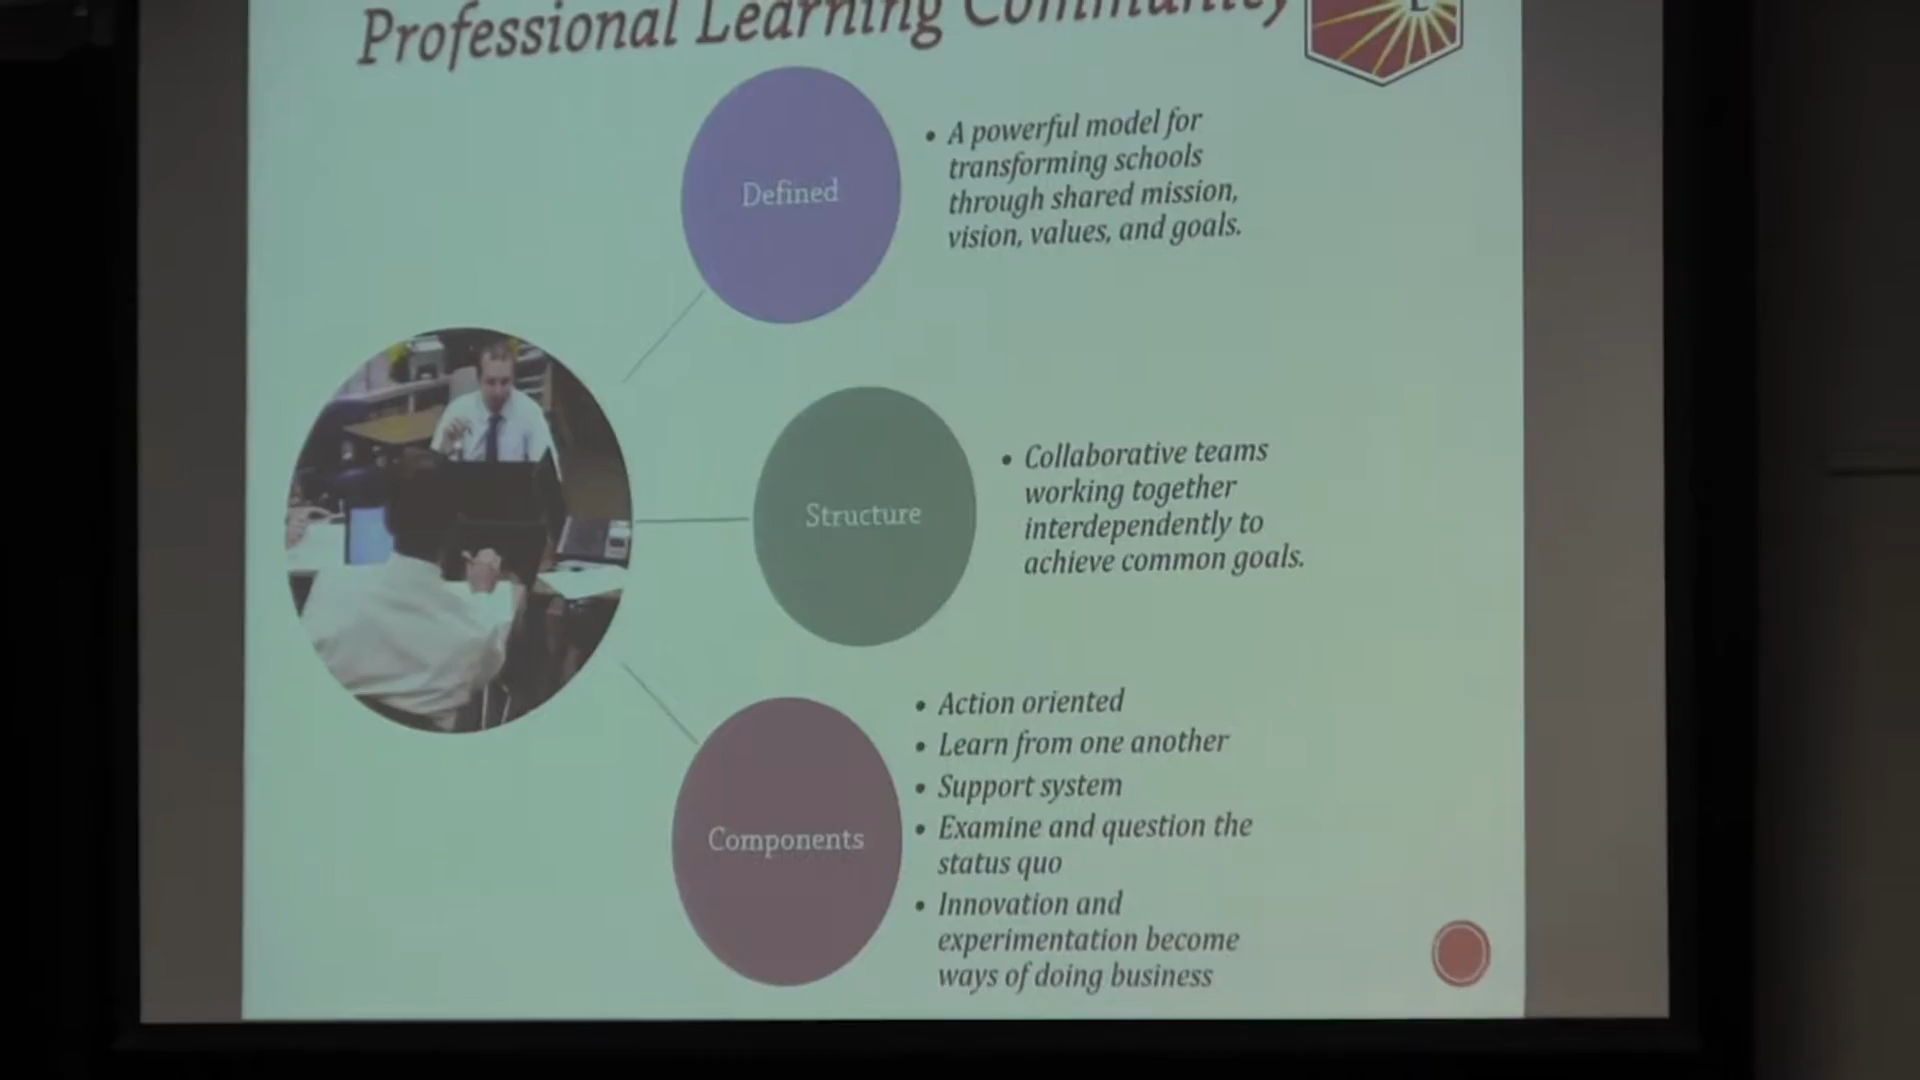 Professional Learning Community
Defined
• A powerful model for
transforming schools
through shared mission,
vision, values, and goals.
Structure
• Collaborative teams
working together
interdependently to
achieve common goals.
Components
• Action oriented
• Learn from one another
• Support system
• Examine and question the
status quo
• Innovation and
experimentation become
ways of doing business